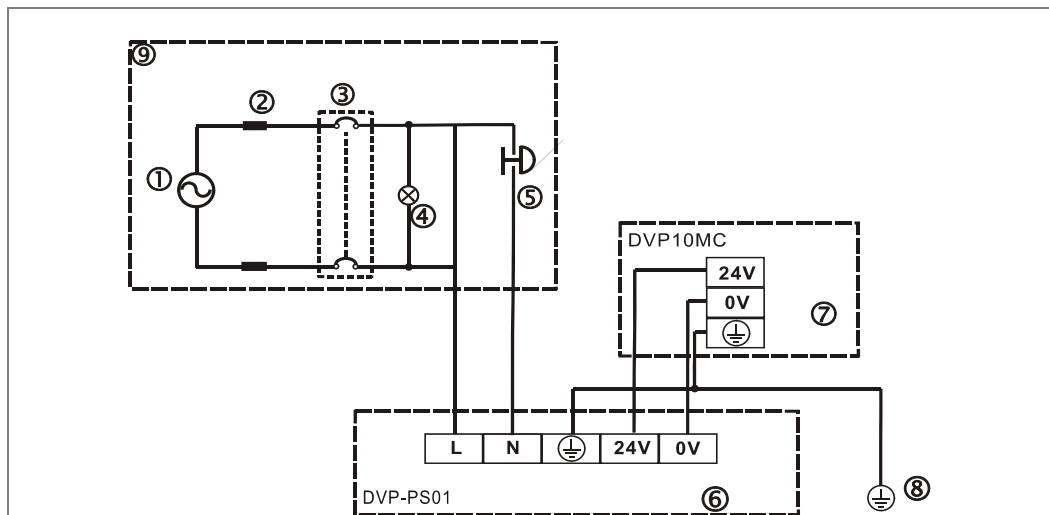 ⑨
②
③
①
④
⑤
DVP10MC
24V
0V
⑦
L N 24V 0V
DVP-PS01
⑥
⑧